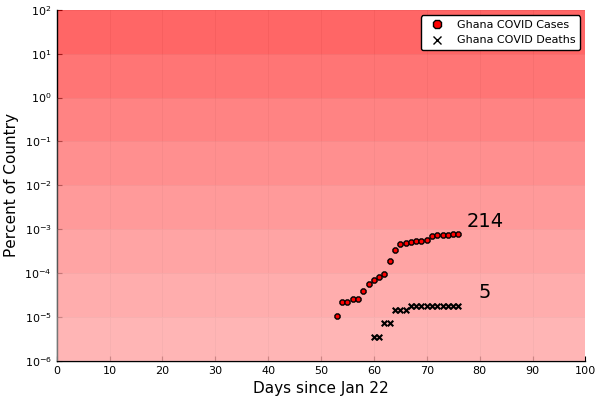 10²
10¹
10⁰
10⁻¹
10⁻²
10⁻³
10⁻⁴
10⁻⁵
10⁻⁶
Percent of Country
Ghana COVID Cases
Ghana COVID Deaths
214
5
0 10 20 30 40 50 60 70 80 90 100
Days since Jan 22